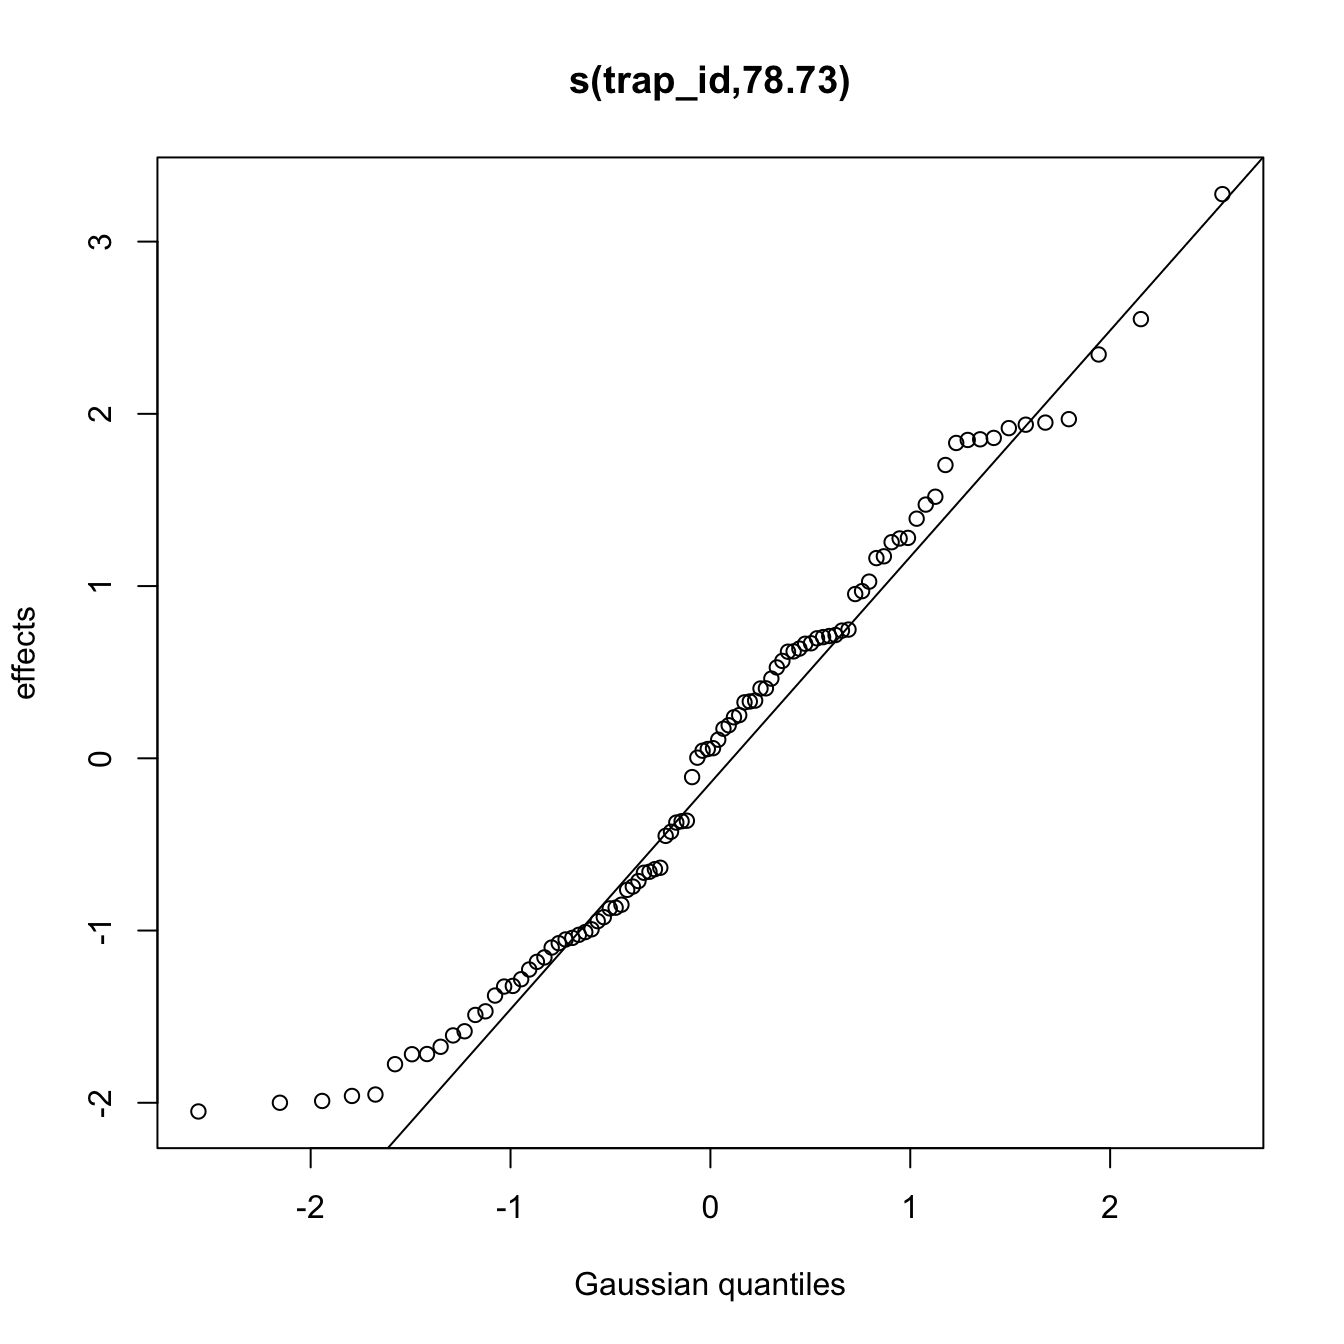 s(trap_id,78.73)
effects
3
2
1
0
-1
-2
-2 -1 0 1 2
Gaussian quantiles